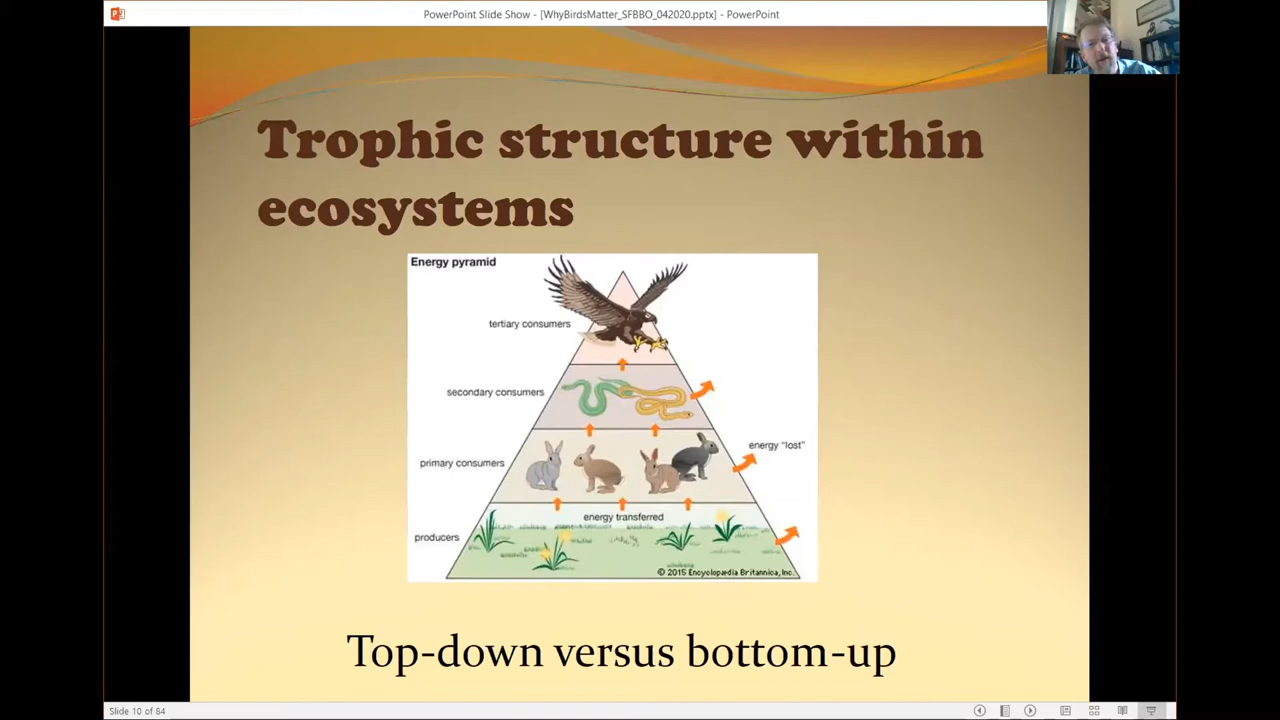 PowerPoint Slide Show - [WhyBirdsMatter_SFBBO_042020.pptx] - PowerPoint
Trophic structure within
ecosystems
Energy pyramid
tertiary consumers
secondary consumers
energy "lost"
primary consumers
energy transferred
producers
© 2015 Encyclopædia Britannica, Inc.
Top-down versus bottom-up
Slide 10 of 84